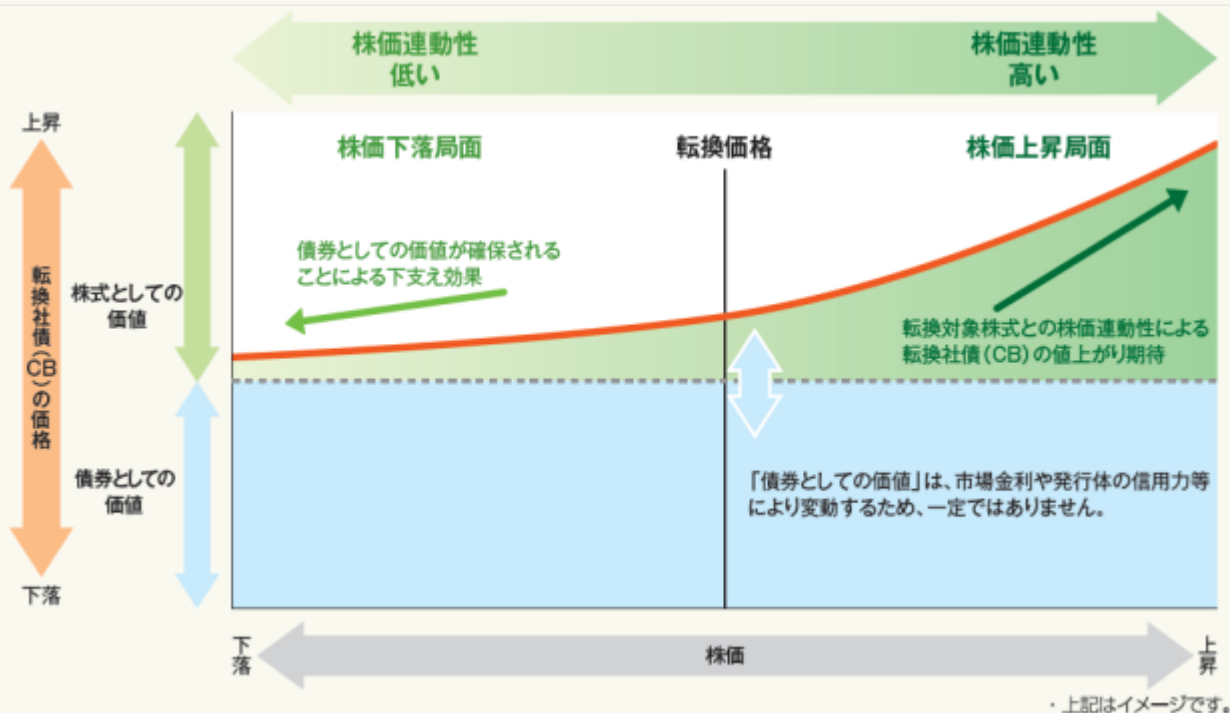 株価連動性
低い
株価連動性
高い
上昇
株価下落局面
転換価格
株価上昇局面
債券としての価値が確保される
ことによる下支え効果
転換社債(CB)の価格
株式としての
価値
転換対象株式との株価連動性による
転換社債(CB)の値上がり期待
債券としての
価値
「債券としての価値」は、市場金利や発行体の信用力等
により変動するため、一定ではありません。
下落
下落
株価
上昇
・上記はイメージです。